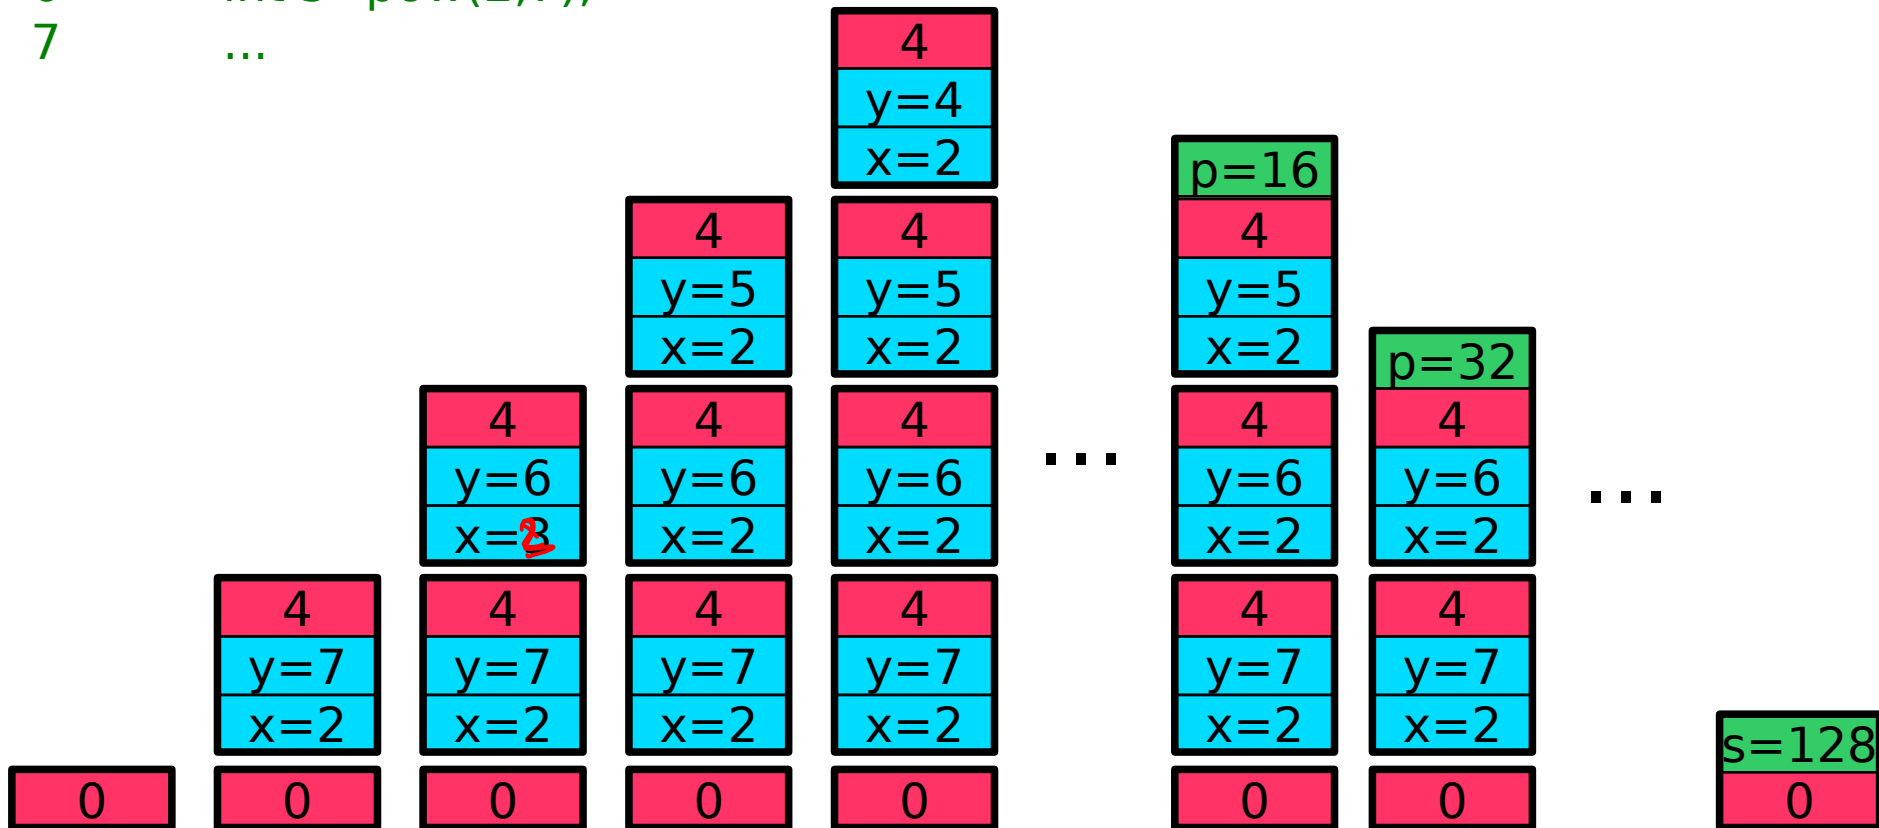 7 ...
4
y=4
x=2
p=16
4 4 4
y=5 y=5 y=5
x=2 x=2 x=2
p=32
4 4 4 4 4
y=6 y=6 y=6 y=6 y=6
x=2 x=2 x=2 x=2 x=2
... ...
4 4 4 4 4 4
y=7 y=7 y=7 y=7 y=7 y=7
x=2 x=2 x=2 x=2 x=2 x=2
s=128
0 0 0 0 0 0 0 0